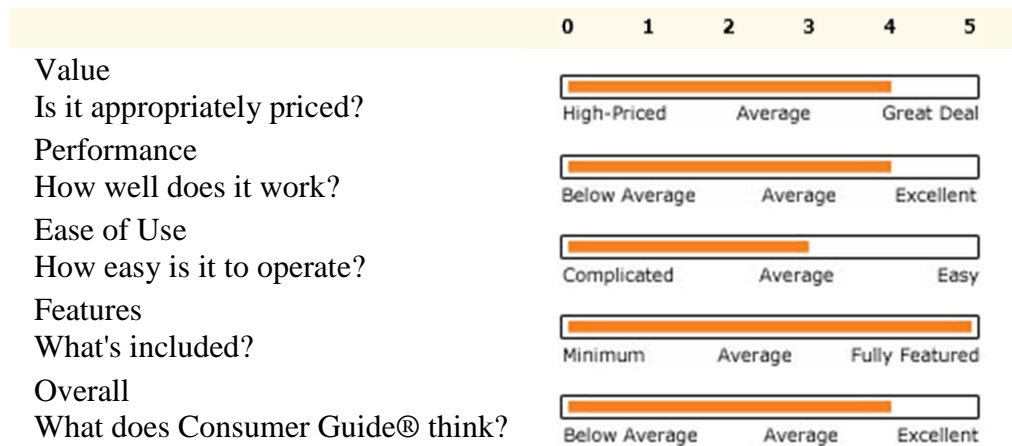 0 1 2 3 4 5
Value
Is it appropriately priced?
High-Priced Average Great Deal
Performance
How well does it work?
Below Average Average Excellent
Ease of Use
How easy is it to operate?
Complicated Average Easy
Features
What's included?
Minimum Average Fully Featured
Overall
What does Consumer Guide® think?
Below Average Average Excellent